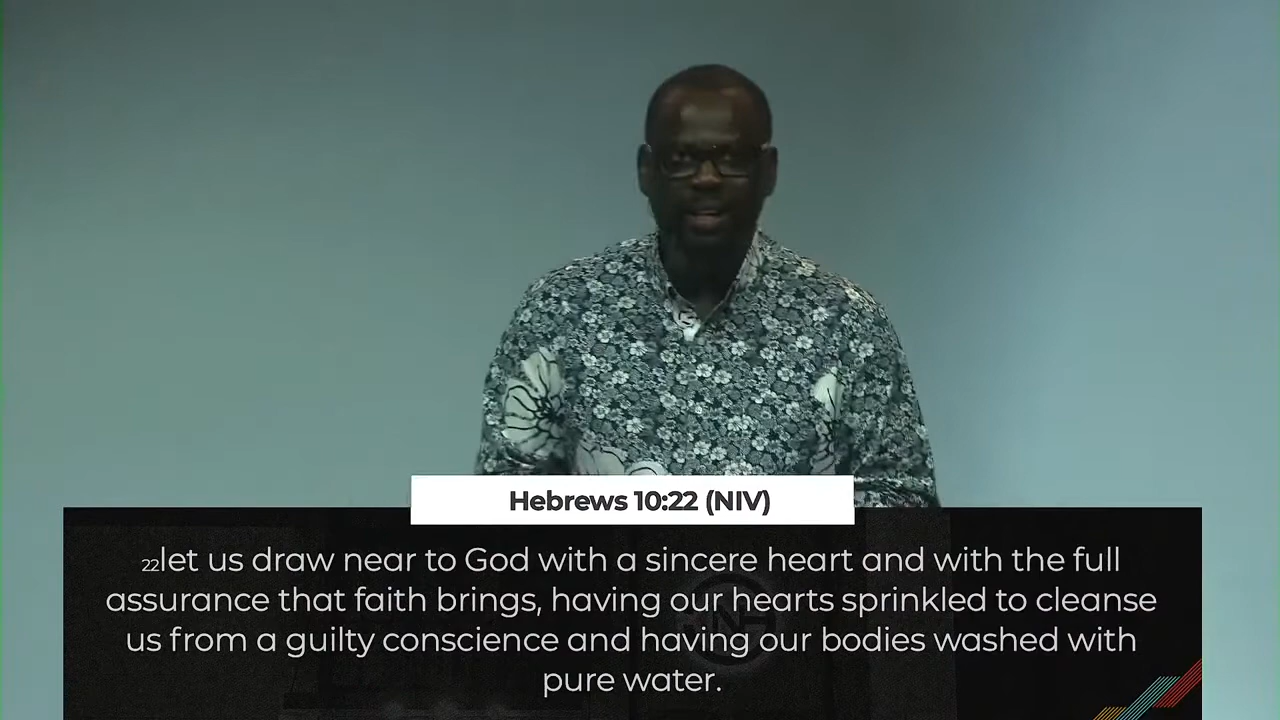 Hebrews 10:22 (NIV)
22let us draw near to God with a sincere heart and with the full
assurance that faith brings, having our hearts sprinkled to cleanse
us from a guilty conscience and having our bodies washed with
pure water.